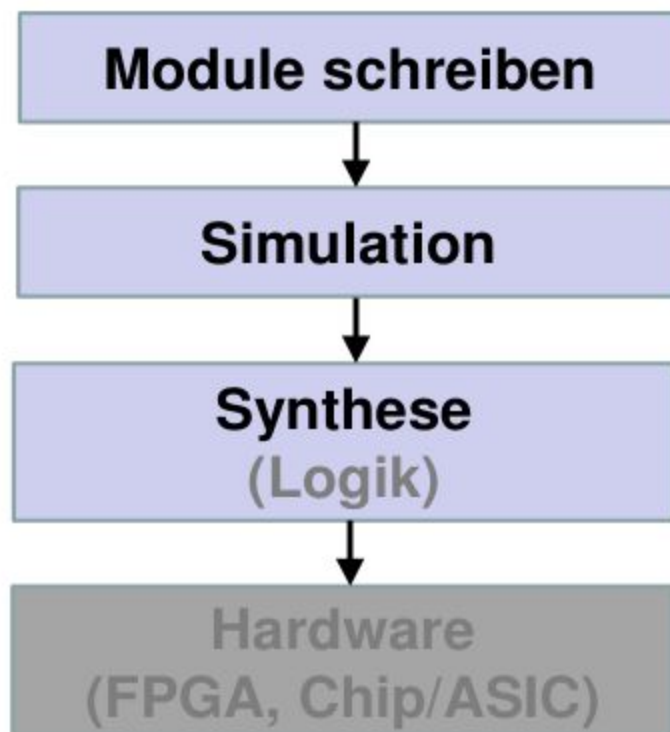 Module schreiben
Simulation
Synthese
(Logik)
Hardware
(FPGA, Chip/ASIC)